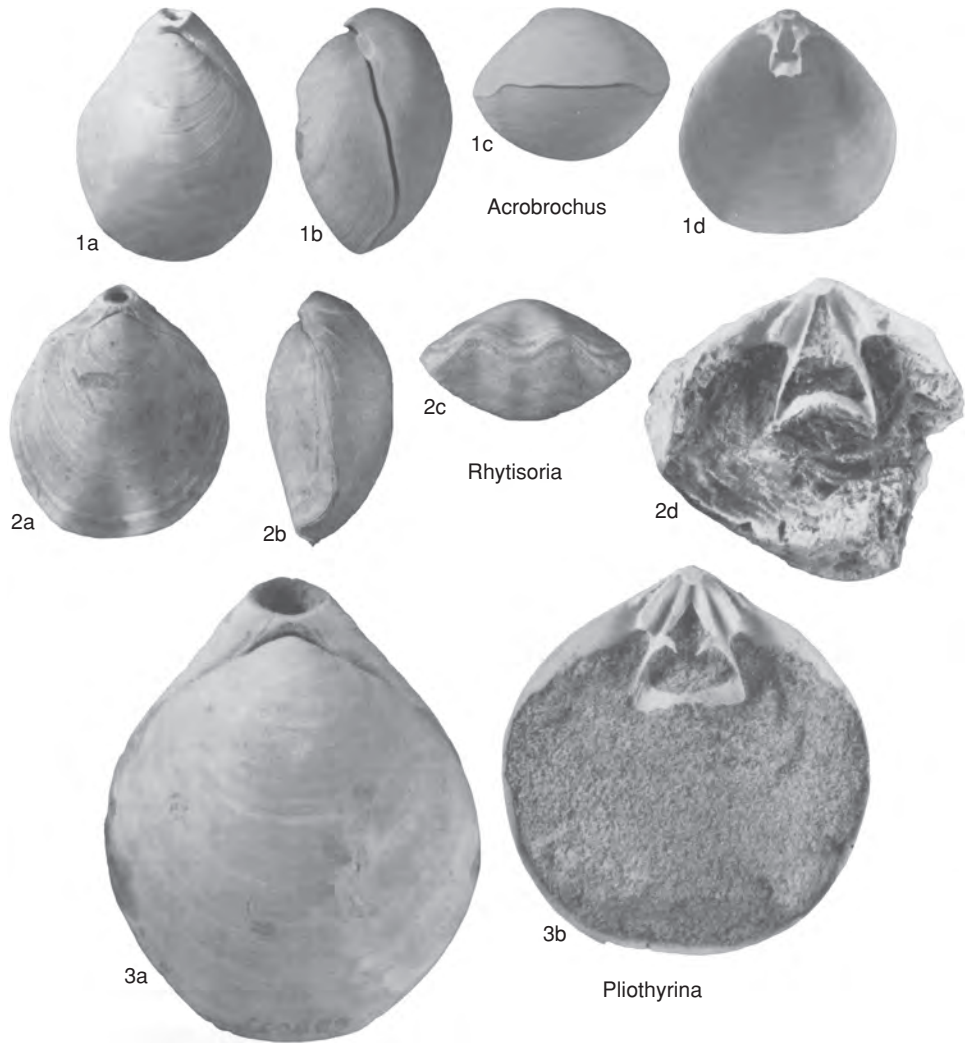 1a
1b
1c
Acrobrochus
1d
2a
2b
2c
Rhytisoria
2d
3a
3b
Pliothyrina